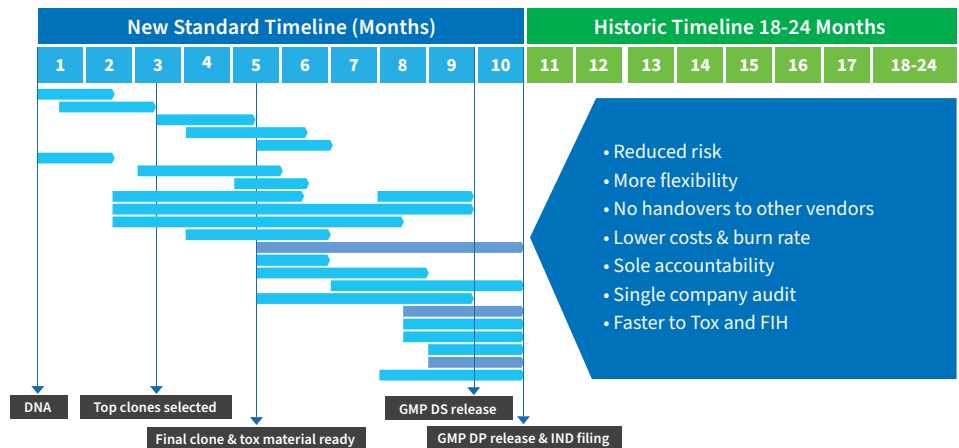 New Standard Timeline (Months) Historic Timeline 18-24 Months
1 2 3 4 5 6 7 8 9 10 11 12 13 14 15 16 17 18-24
• Reduced risk
• More flexibility
• No handovers to other vendors
• Lower costs & burn rate
• Sole accountability
• Single company audit
• Faster to Tox and FIH
DNA Top clones selected GMP DS release
Final clone & tox material ready GMP DP release & IND filing